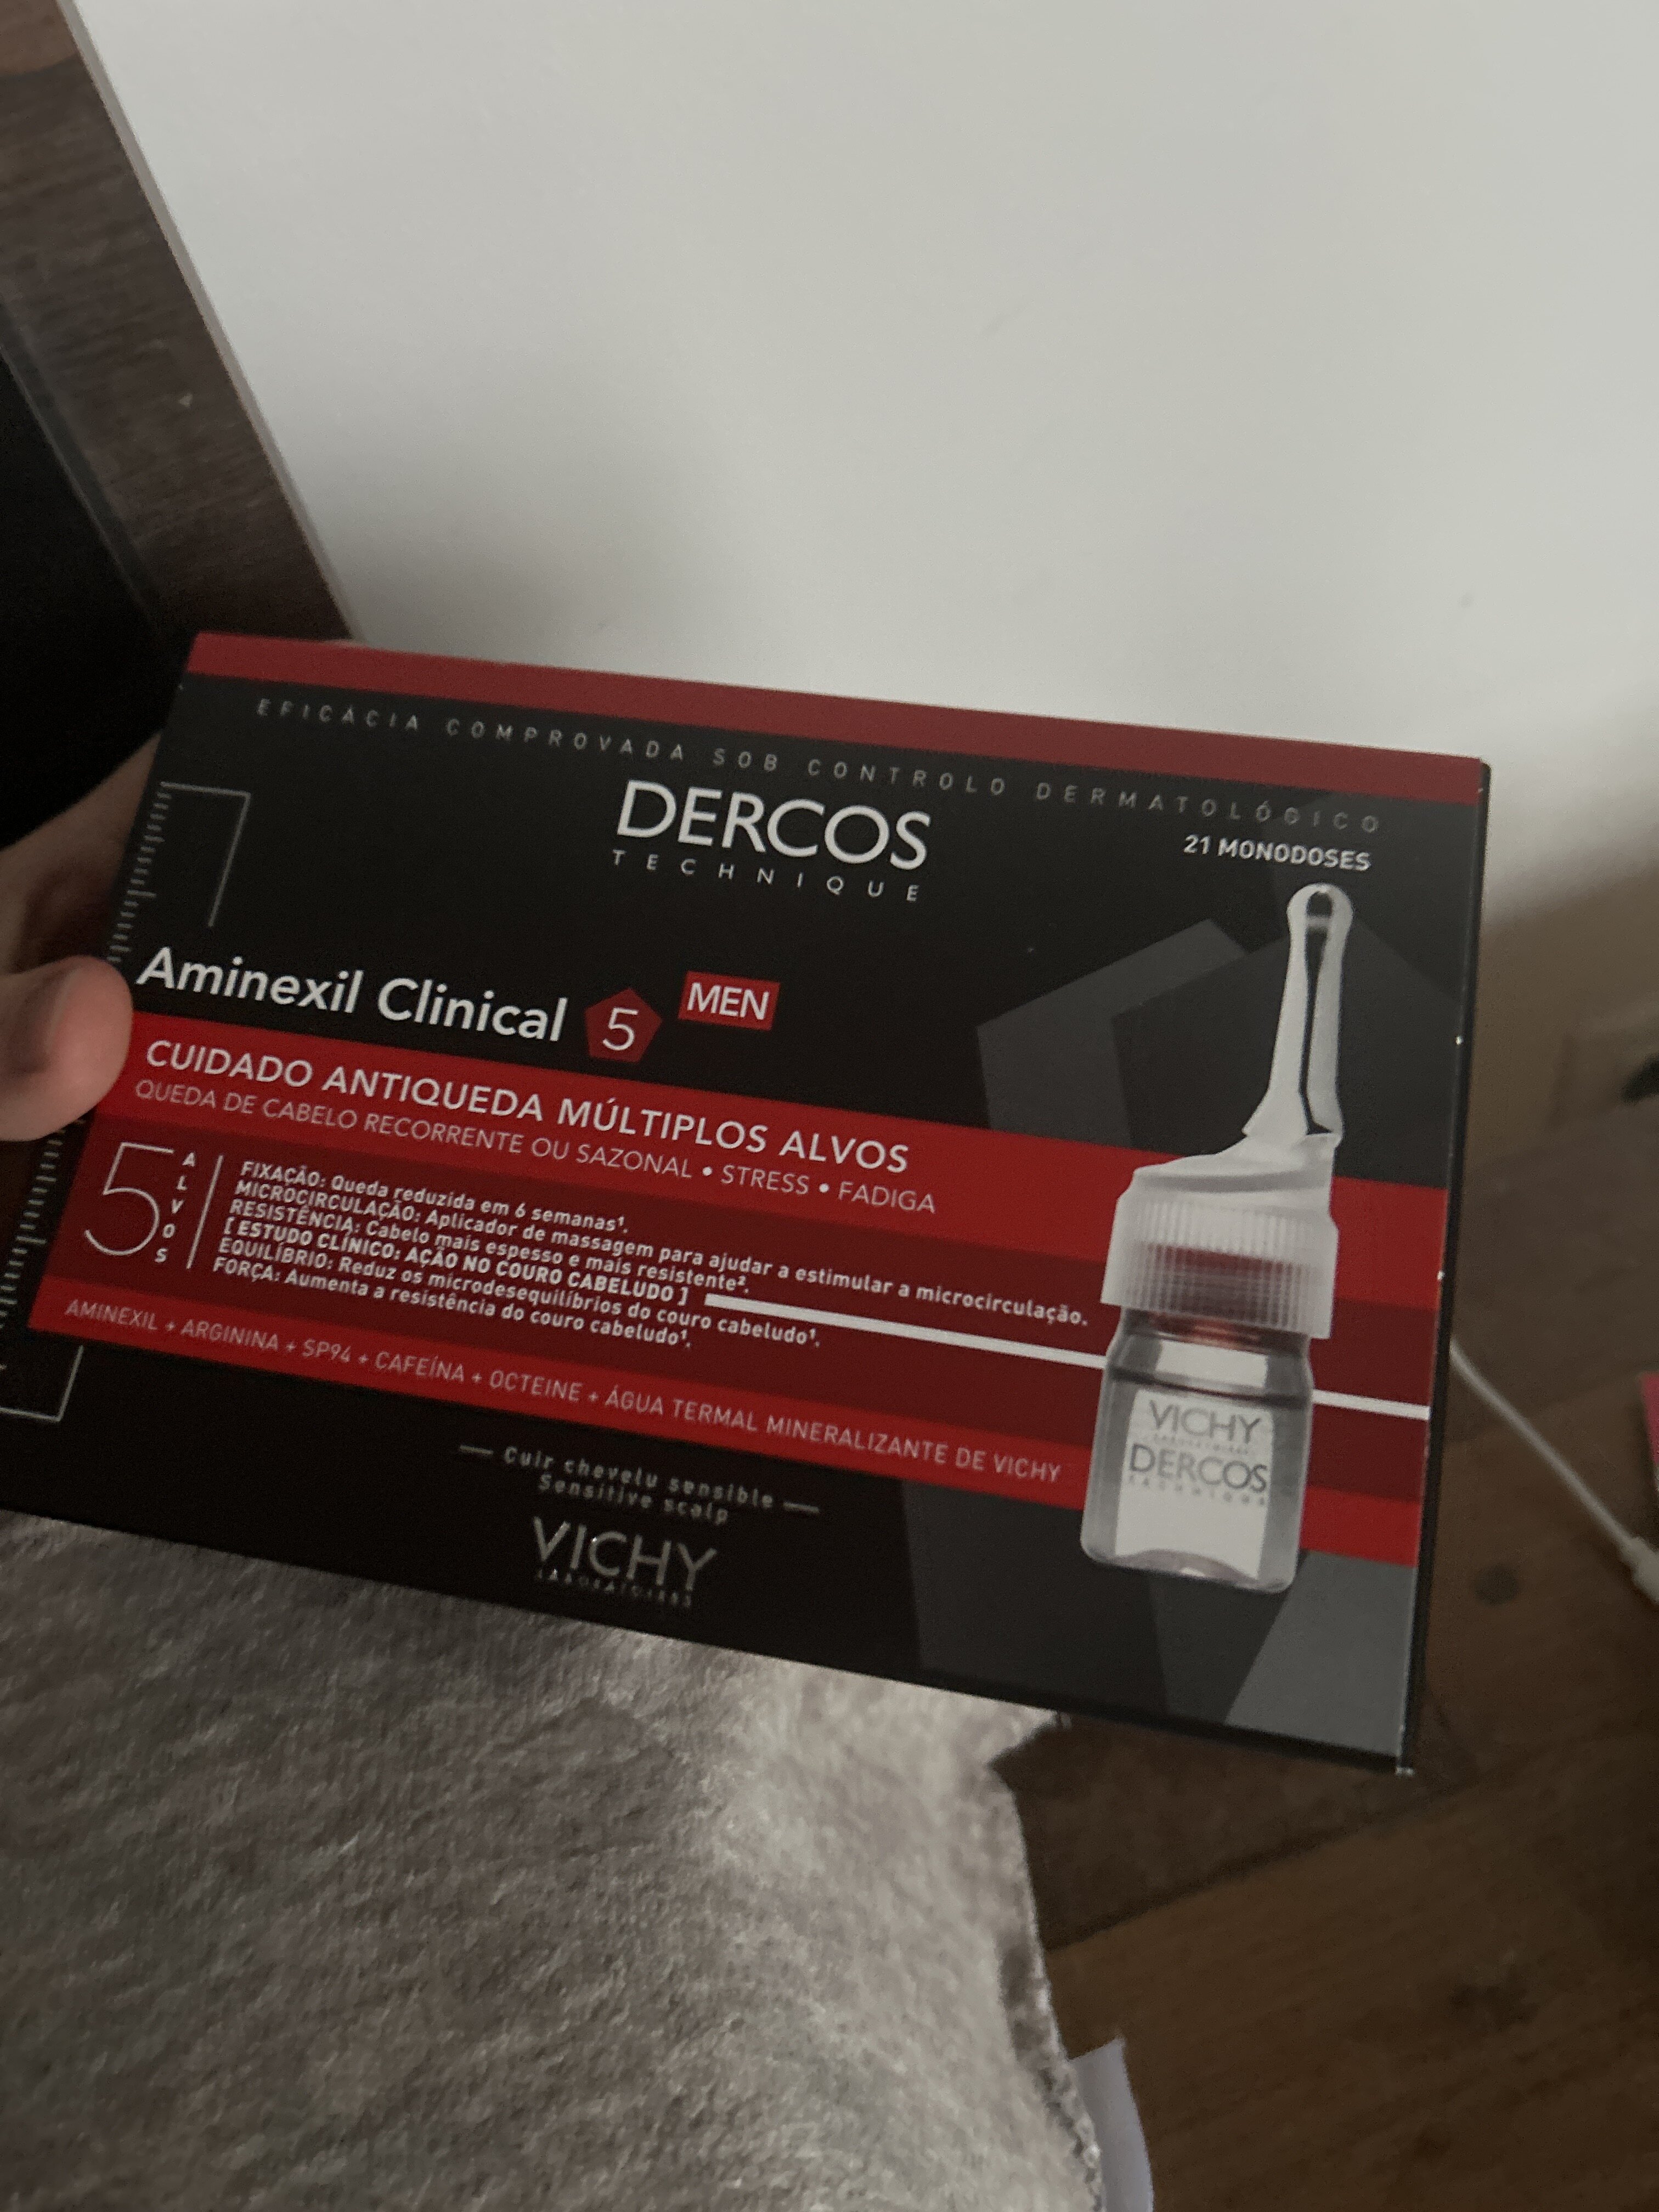 EFICÁCIA COMPROVADA SOB CONTROLO DERMATOLÓGICO
DERCOS
TECHNIQUE
21 MONODOSES
Aminexil Clinical 5 MEN
CUIDADO ANTIQUEDA MÚLTIPLOS ALVOS
QUEDA DE CABELO RECORRENTE OU SAZONAL • STRESS • FADIGA
5 ALVOS
FIXAÇÃO: Queda reduzida em 6 semanas¹.
MICROCIRCULAÇÃO: Aplicador de massagem para ajudar a estimular a microcirculação.
RESISTÊNCIA: Cabelo mais espesso e mais resistente².
[ESTUDO CLÍNICO: AÇÃO NO COURO CABELUDO]
EQUILÍBRIO: Reduz os microdesequilíbrios do couro cabeludo¹.
FORÇA: Aumenta a resistência do couro cabeludo¹.
AMINEXIL + ARGININA + SP94 + CAFEÍNA + OCTEINE + ÁGUA TERMAL MINERALIZANTE DE VICHY
Cuir chevelu sensible
Sensitive scalp
VICHY
LABORATOIRES
VICHY
LABORATOIRES
DERCOS
TECHNIQUE